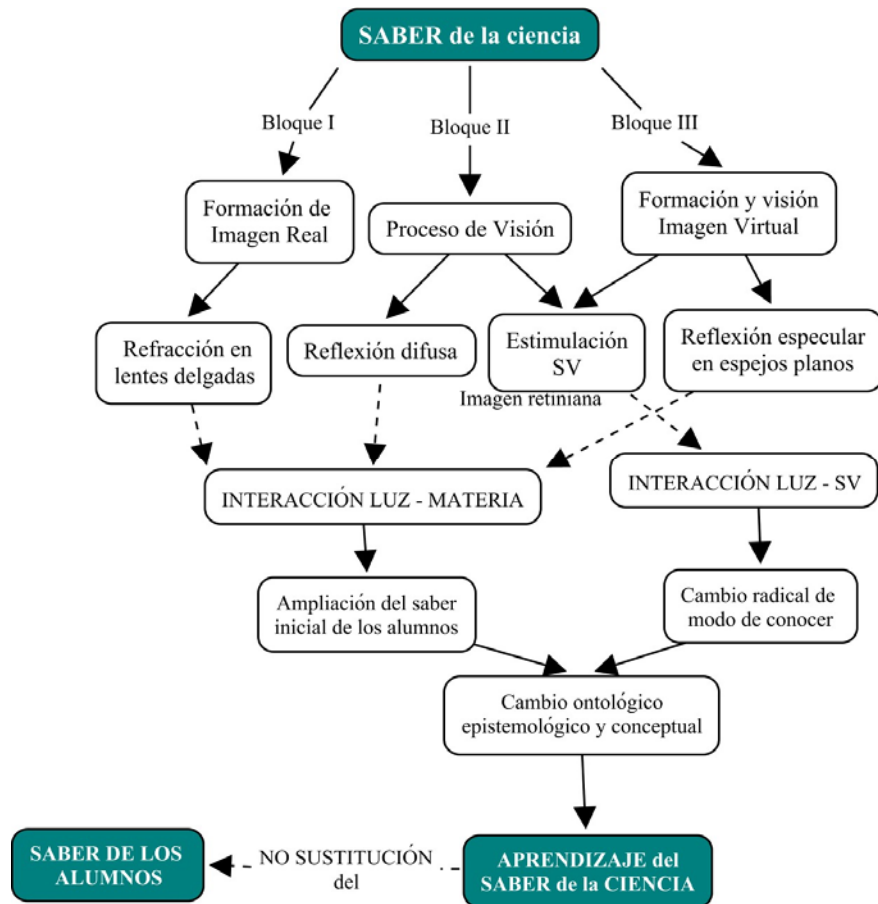 SABER de la ciencia
Bloque I
Bloque II
Bloque III
Formación de
Imagen Real
Proceso de Visión
Formación y visión
Imagen Virtual
Refracción en
lentes delgadas
Reflexión difusa
Estimulación
SV
Reflexión especular
en espejos planos
Imagen retiniana
INTERACCIÓN LUZ - MATERIA
INTERACCIÓN LUZ - SV
Ampliación del saber
inicial de los alumnos
Cambio radical de
modo de conocer
Cambio ontológico
epistemológico y conceptual
SABER DE LOS
ALUMNOS
NO SUSTITUCIÓN
del
APRENDIZAJE del
SABER de la CIENCIA